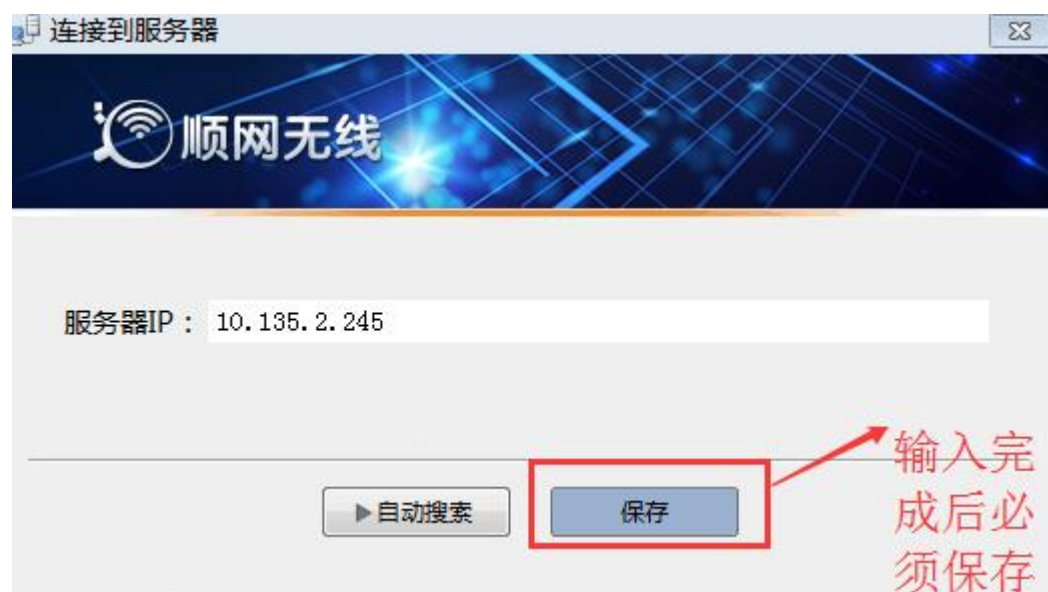 连接到服务器
顺网无线
服务器IP： 10.135.2.245
▶自动搜索 保存
输入完
成后必
须保存